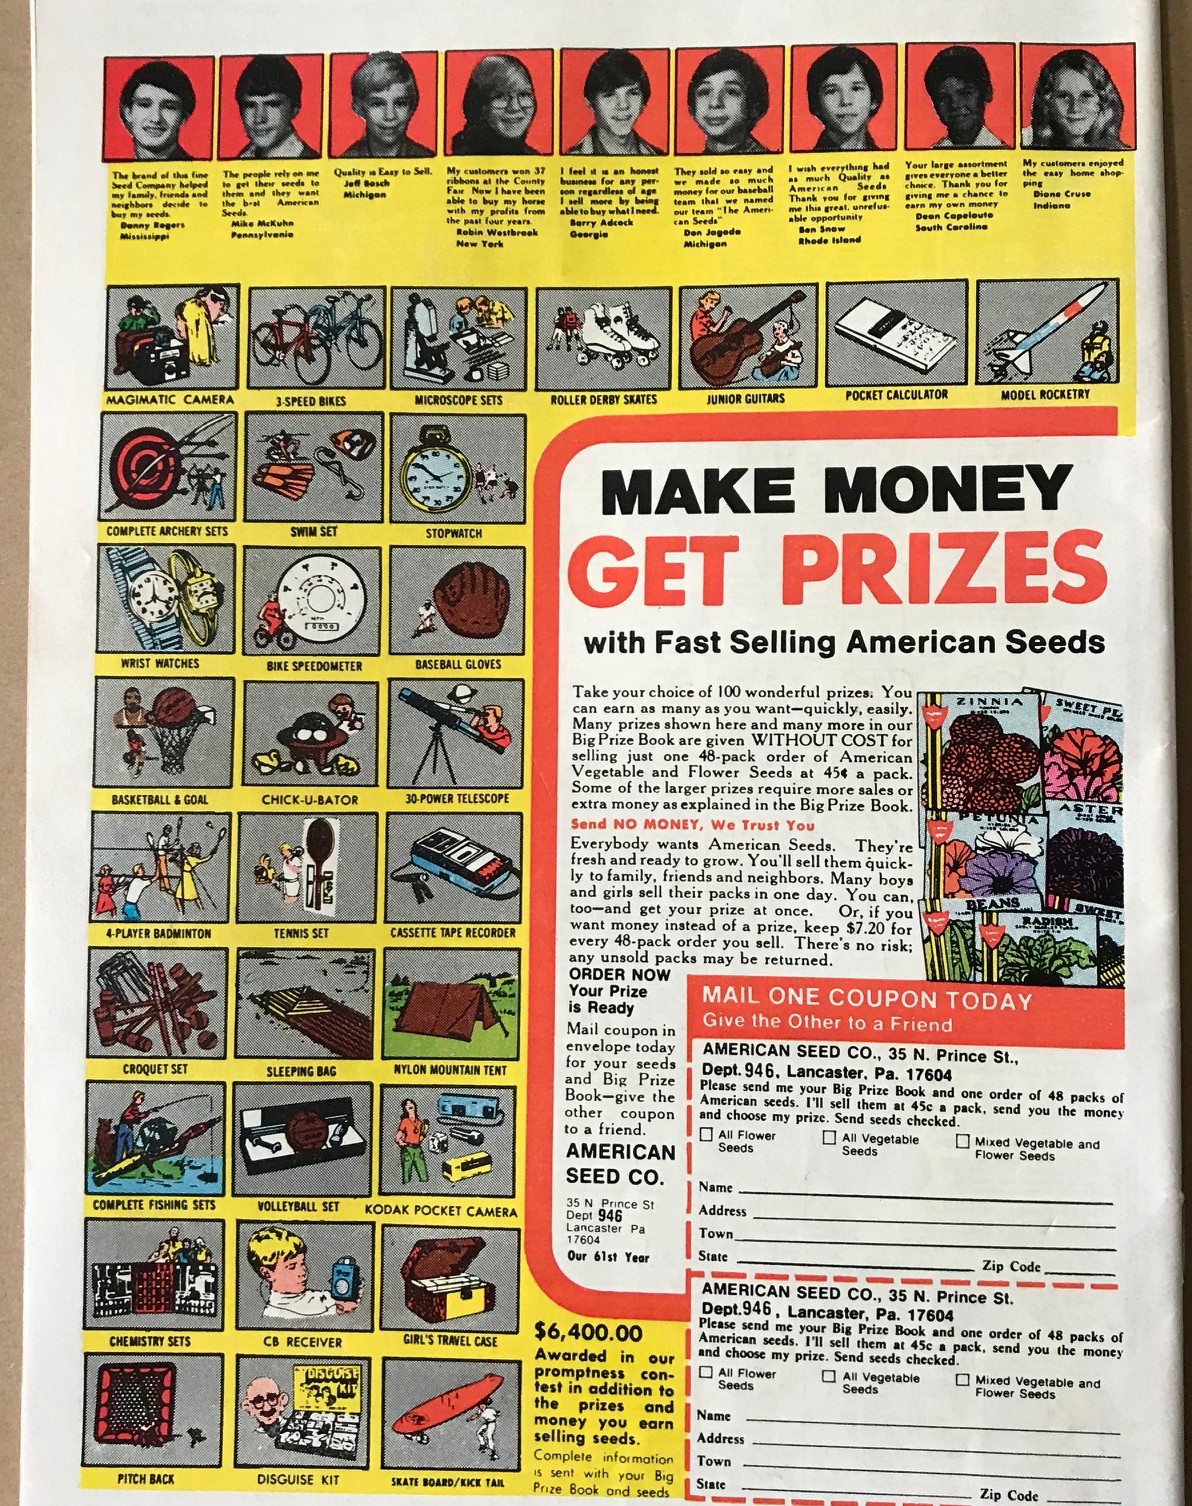 The brand of this fine
Seed Company helped
my family, friends and
neighbors decide to
buy my seeds.
Danny Rogers
Mississippi
The people rely on me
to get their seeds to
them and they want
the best American
Seeds.
Mike McKuhn
Pennsylvania
Quality is Easy to Sell.
Jeff Bosch
Michigan
My customers won 37
ribbons at the County
Fair Now I have been
able to buy my horse
with my profits from
the past four years.
Robin Westbrook
New York
I feel it is an honest
business for any per-
son regardless of age
I sell more by being
able to buy what I need.
Barry Adcock
Georgia
They sold so easy and
we made so much
money for our baseball
team that we named
our team "The Ameri-
can Seeds"
Don Jagoda
Michigan
I wish everything had
as much Quality as
American Seeds
Thank you for giving
me this great, unrefus-
able opportunity
Ben Snow
Rhode Island
Your large assortment
gives everyone a better
choice. Thank you for
giving me a chance to
earn my own money
Dean Capelouto
South Carolina
My customers enjoyed
the easy home shop-
ping
Diane Cruse
Indiana
MAGIMATIC CAMERA
3-SPEED BIKES
MICROSCOPE SETS
ROLLER DERBY SKATES
JUNIOR GUITARS
POCKET CALCULATOR
MODEL ROCKETRY
COMPLETE ARCHERY SETS
SWIM SET
STOPWATCH
WRIST WATCHES
BIKE SPEEDOMETER
BASEBALL GLOVES
BASKETBALL & GOAL
CHICK-U-BATOR
30-POWER TELESCOPE
4-PLAYER BADMINTON
TENNIS SET
CASSETTE TAPE RECORDER
CROQUET SET
SLEEPING BAG
NYLON MOUNTAIN TENT
COMPLETE FISHING SETS
VOLLEYBALL SET
KODAK POCKET CAMERA
CHEMISTRY SETS
CB RECEIVER
GIRL'S TRAVEL CASE
DISGUISE
KIT
PITCH BACK
DISGUISE KIT
SKATE BOARD/KICK TAIL
MAKE MONEY
GET PRIZES
with Fast Selling American Seeds
Take your choice of 100 wonderful prizes. You
can earn as many as you want—quickly, easily.
Many prizes shown here and many more in our
Big Prize Book are given WITHOUT COST for
selling just one 48-pack order of American
Vegetable and Flower Seeds at 45¢ a pack.
Some of the larger prizes require more sales or
extra money as explained in the Big Prize Book.
Send NO MONEY, We Trust You
Everybody wants American Seeds. They're
fresh and ready to grow. You'll sell them quick-
ly to family, friends and neighbors. Many boys
and girls sell their packs in one day. You can,
too—and get your prize at once. Or, if you
want money instead of a prize, keep $7.20 for
every 48-pack order you sell. There's no risk;
any unsold packs may be returned.
ZINNIA
SWEET PE
PETUNIA
ASTER
BEANS
RADISH
SWEET
ORDER NOW
Your Prize
is Ready
Mail coupon in
envelope today
for your seeds
and Big Prize
Book—give the
other coupon
to a friend.
AMERICAN
SEED CO.
35 N Prince St
Dept 946
Lancaster Pa
17604
Our 61st Year
$6,400.00
Awarded in our
promptness con-
test in addition to
the prizes and
money you earn
selling seeds.
Complete information
is sent with your Big
Prize Book and seeds
MAIL ONE COUPON TODAY
Give the Other to a Friend
AMERICAN SEED CO., 35 N. Prince St.,
Dept. 946, Lancaster, Pa. 17604
Please send me your Big Prize Book and one order of 48 packs of
American seeds. I'll sell them at 45c a pack, send you the money
and choose my prize. Send seeds checked.
All Flower
Seeds
All Vegetable
Seeds
Mixed Vegetable and
Flower Seeds
Name
Address
Town
State Zip Code
AMERICAN SEED CO., 35 N. Prince St.
Dept. 946, Lancaster, Pa. 17604
Please send me your Big Prize Book and one order of 48 packs of
American seeds. I'll sell them at 45c a pack, send you the money
and choose my prize. Send seeds checked.
All Flower
Seeds
All Vegetable
Seeds
Mixed Vegetable and
Flower Seeds
Name
Address
Town
State Zip Code